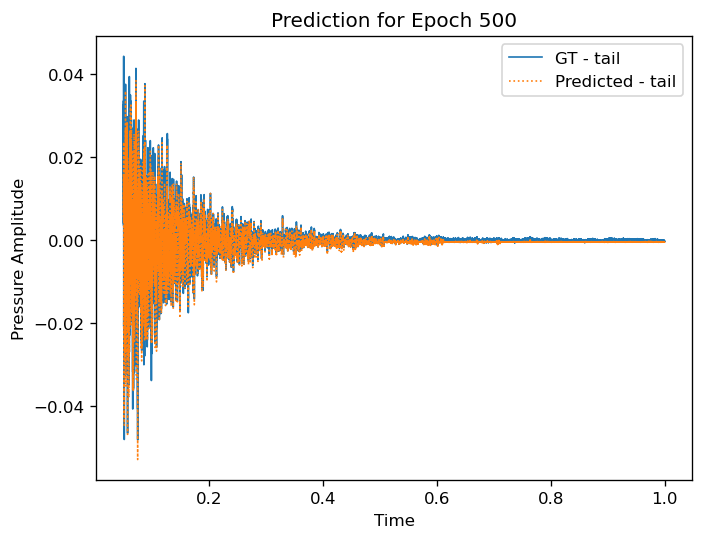 Prediction for Epoch 500
GT - tail
Predicted - tail
Pressure Amplitude
0.04
0.02
0.00
−0.02
−0.04
0.2
0.4
0.6
0.8
1.0
Time